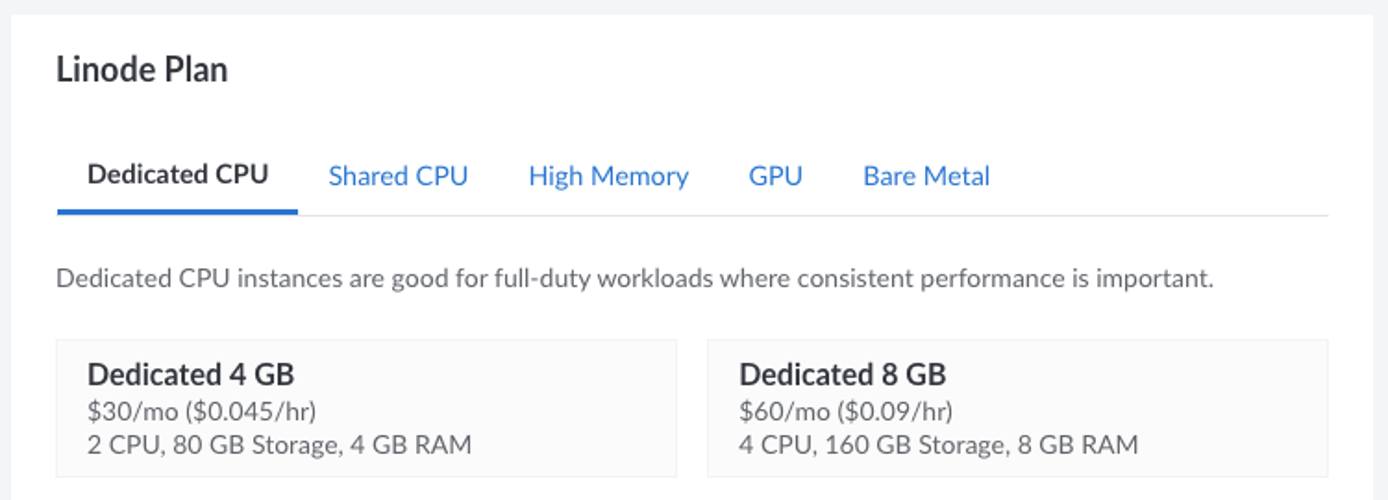 Linode Plan
Dedicated CPU Shared CPU High Memory GPU Bare Metal
Dedicated CPU instances are good for full-duty workloads where consistent performance is important.
Dedicated 4 GB
$30/mo ($0.045/hr)
2 CPU, 80 GB Storage, 4 GB RAM
Dedicated 8 GB
$60/mo ($0.09/hr)
4 CPU, 160 GB Storage, 8 GB RAM